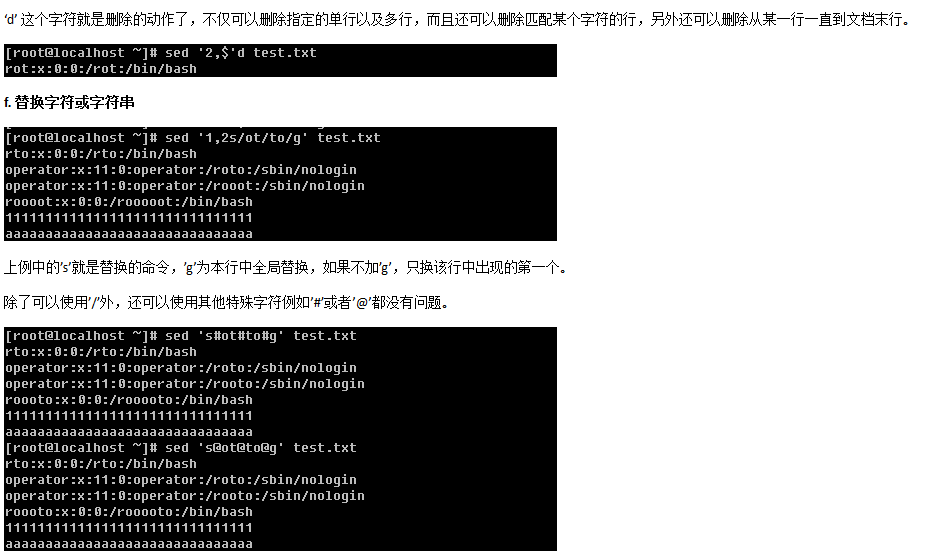 ‘d’ 这个字符就是删除的动作了，不仅可以删除指定的单行以及多行，而且还可以删除匹配某个字符的行，另外还可以删除从某一行一直到文档末行。
[root@localhost ~]# sed '2,$'d test.txt
rot:x:0:0:/rot:/bin/bash
f. 替换字符或字符串
[root@localhost ~]# sed '1,2s/ot/to/g' test.txt
rto:x:0:0:/rto:/bin/bash
operator:x:11:0:operator:/roto:/sbin/nologin
operator:x:11:0:operator:/rooot:/sbin/nologin
roooot:x:0:0:/rooooot:/bin/bash
1111111111111111111111111111111
aaaaaaaaaaaaaaaaaaaaaaaaaaaaaaa
上例中的‘s’就是替换的命令，‘g’为本行中全局替换，如果不加‘g’，只换该行中出现的第一个。
除了可以使用‘/’外，还可以使用其他特殊字符例如‘#’或者‘@’都没有问题。
[root@localhost ~]# sed 's#ot#to#g' test.txt
rto:x:0:0:/rto:/bin/bash
operator:x:11:0:operator:/roto:/sbin/nologin
operator:x:11:0:operator:/rooto:/sbin/nologin
roooto:x:0:0:/rooooto:/bin/bash
1111111111111111111111111111111
aaaaaaaaaaaaaaaaaaaaaaaaaaaaaaa
[root@localhost ~]# sed 's@ot@to@g' test.txt
rto:x:0:0:/rto:/bin/bash
operator:x:11:0:operator:/roto:/sbin/nologin
operator:x:11:0:operator:/rooto:/sbin/nologin
roooto:x:0:0:/rooooto:/bin/bash
1111111111111111111111111111111
aaaaaaaaaaaaaaaaaaaaaaaaaaaaaaa